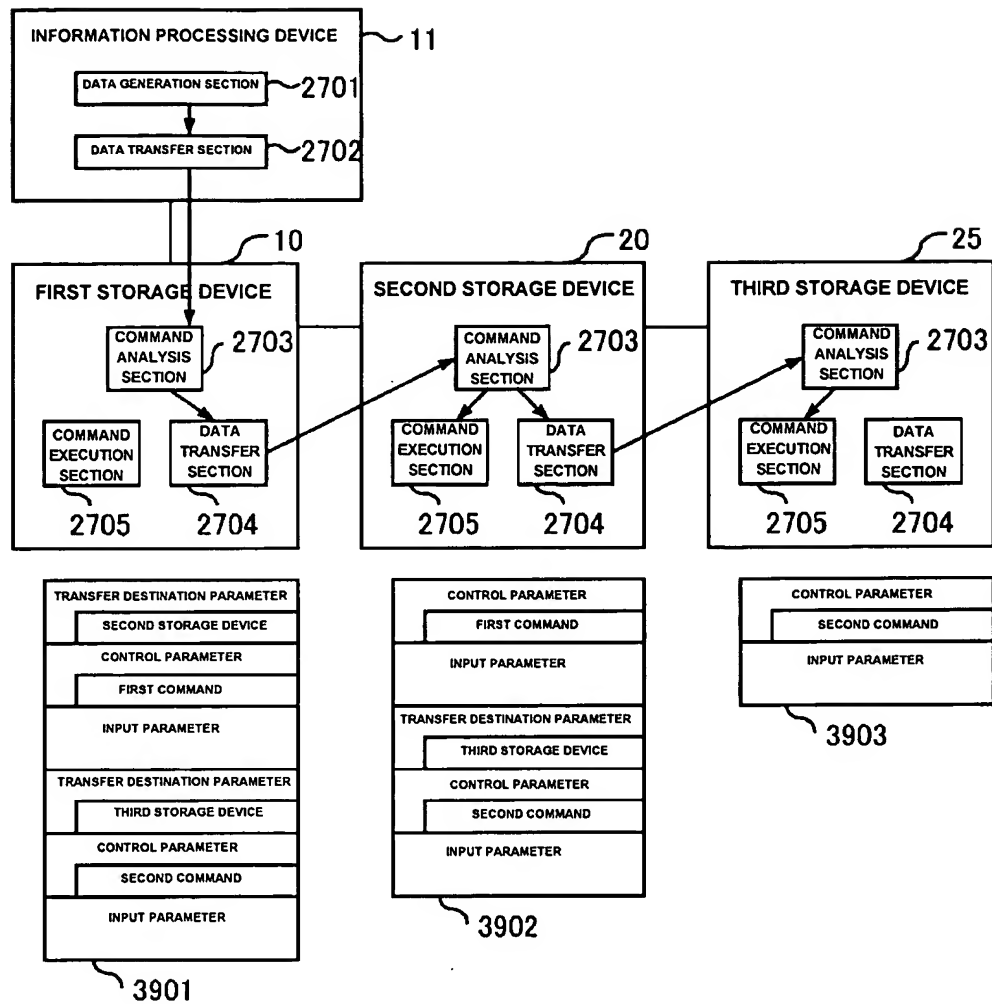 INFORMATION PROCESSING DEVICE
11
DATA GENERATION SECTION
2701
DATA TRANSFER SECTION
2702
10
FIRST STORAGE DEVICE
COMMAND
ANALYSIS
SECTION
2703
COMMAND
EXECUTION
SECTION
2705
DATA
TRANSFER
SECTION
2704
20
SECOND STORAGE DEVICE
COMMAND
ANALYSIS
SECTION
2703
COMMAND
EXECUTION
SECTION
2705
DATA
TRANSFER
SECTION
2704
25
THIRD STORAGE DEVICE
COMMAND
ANALYSIS
SECTION
2703
COMMAND
EXECUTION
SECTION
2705
DATA
TRANSFER
SECTION
2704
TRANSFER DESTINATION PARAMETER
SECOND STORAGE DEVICE
CONTROL PARAMETER
FIRST COMMAND
INPUT PARAMETER
TRANSFER DESTINATION PARAMETER
THIRD STORAGE DEVICE
CONTROL PARAMETER
SECOND COMMAND
INPUT PARAMETER
3901
CONTROL PARAMETER
FIRST COMMAND
INPUT PARAMETER
TRANSFER DESTINATION PARAMETER
THIRD STORAGE DEVICE
CONTROL PARAMETER
SECOND COMMAND
INPUT PARAMETER
3902
CONTROL PARAMETER
SECOND COMMAND
INPUT PARAMETER
3903